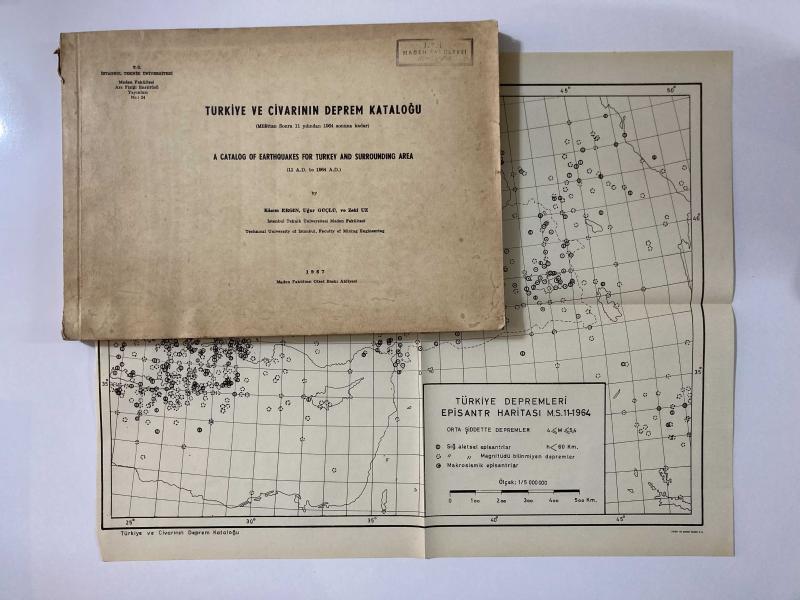 T.C.
İSTANBUL TEKNİK ÜNİVERSİTESİ
Maden Fakültesi
Arz Fiziği Enstitüsü
Yayınları
No.: 24
İ.T.Ü
MADEN FAKÜLTESİ
TÜRKİYE VE CİVARININ DEPREM KATALOĞU
(Milâttan Sonra 11 yılından 1964 sonuna kadar)
A CATALOG OF EARTHQUAKES FOR TURKEY AND SURROUNDING AREA
(11 A.D. to 1964 A.D.)
by
Kâzım ERGİN, Uğur GÜÇLÜ, ve Zeki UZ
İstanbul Teknik Üniversitesi Maden Fakültesi
Technical University of Istanbul, Faculty of Mining Engineering
1967
Maden Fakültesi Ofset Baskı Atölyesi
45°
50°
40°
35°
35°
TÜRKİYE DEPREMLERİ
EPİSANTR HARİTASI M.S.11-1964
ORTA ŞİDDETTE DEPREMLER 4≤M≤5,4
Sığ aletsel episantrlar h<60 Km.
" " Magnitüdü bilinmiyen depremler
Makrosismik episantrlar
Ölçek: 1/5 000 000
0 100 200 300 400 500 Km.
25°
30°
35°
40°
45°
Türkiye ve Civarının Deprem Kataloğu